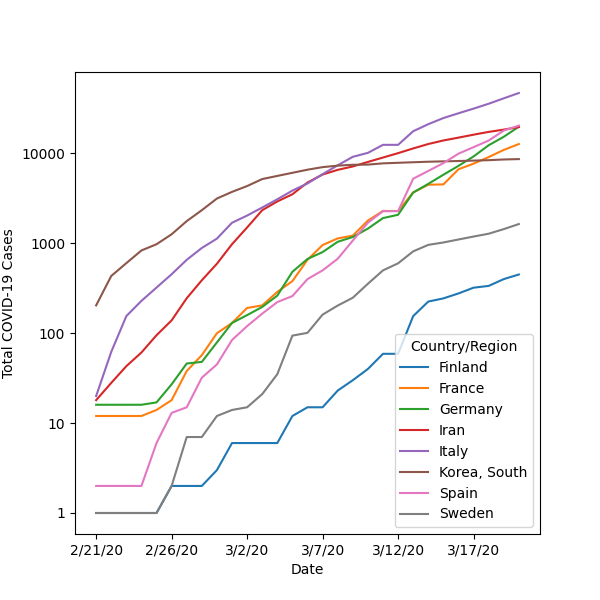 Total COVID-19 Cases
10000
1000
100
10
1
Country/Region
Finland
France
Germany
Iran
Italy
Korea, South
Spain
Sweden
2/21/20 2/26/20 3/2/20 3/7/20 3/12/20 3/17/20
Date